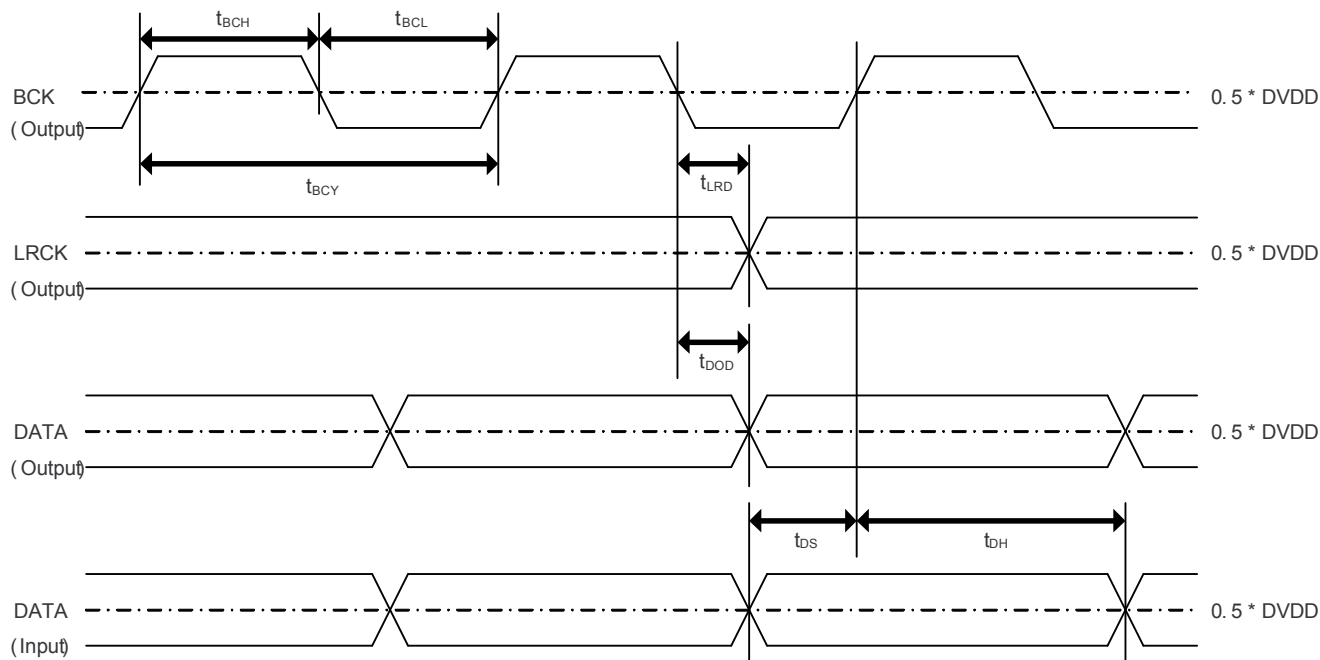 tBCH
tBCL
BCK
0.5 * DVDD
(Output)
tBCY
tLRD
LRCK
0.5 * DVDD
(Output)
tDOD
DATA
0.5 * DVDD
(Output)
tDS
tDH
DATA
0.5 * DVDD
(Input)